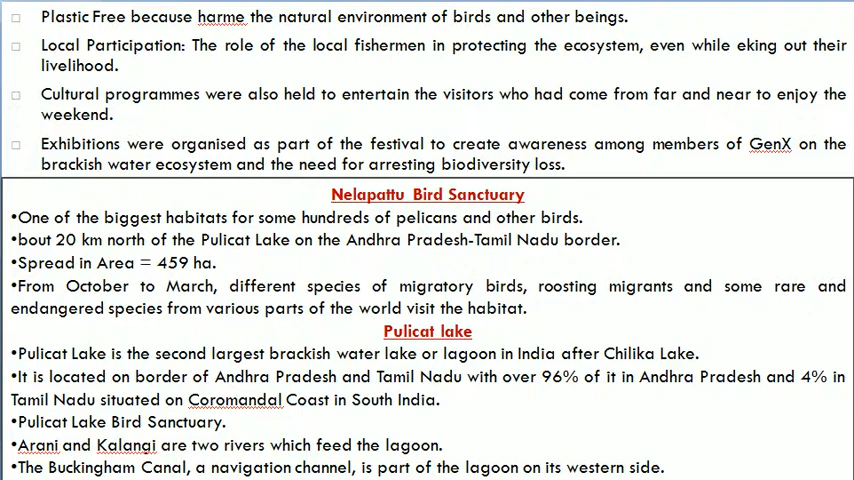 Plastic Free because harme the natural environment of birds and other beings.
Local Participation: The role of the local fishermen in protecting the ecosystem, even while eking out their
livelihood.
Cultural programmes were also held to entertain the visitors who had come from far and near to enjoy the
weekend.
Exhibitions were organised as part of the festival to create awareness among members of GenX on the
brackish water ecosystem and the need for arresting biodiversity loss.
Nelapattu Bird Sanctuary
•One of the biggest habitats for some hundreds of pelicans and other birds.
•bout 20 km north of the Pulicat Lake on the Andhra Pradesh-Tamil Nadu border.
•Spread in Area = 459 ha.
•From October to March, different species of migratory birds, roosting migrants and some rare and
endangered species from various parts of the world visit the habitat.
Pulicat lake
•Pulicat Lake is the second largest brackish water lake or lagoon in India after Chilika Lake.
•It is located on border of Andhra Pradesh and Tamil Nadu with over 96% of it in Andhra Pradesh and 4% in
Tamil Nadu situated on Coromandal Coast in South India.
•Pulicat Lake Bird Sanctuary.
•Arani and Kalangi are two rivers which feed the lagoon.
•The Buckingham Canal, a navigation channel, is part of the lagoon on its western side.